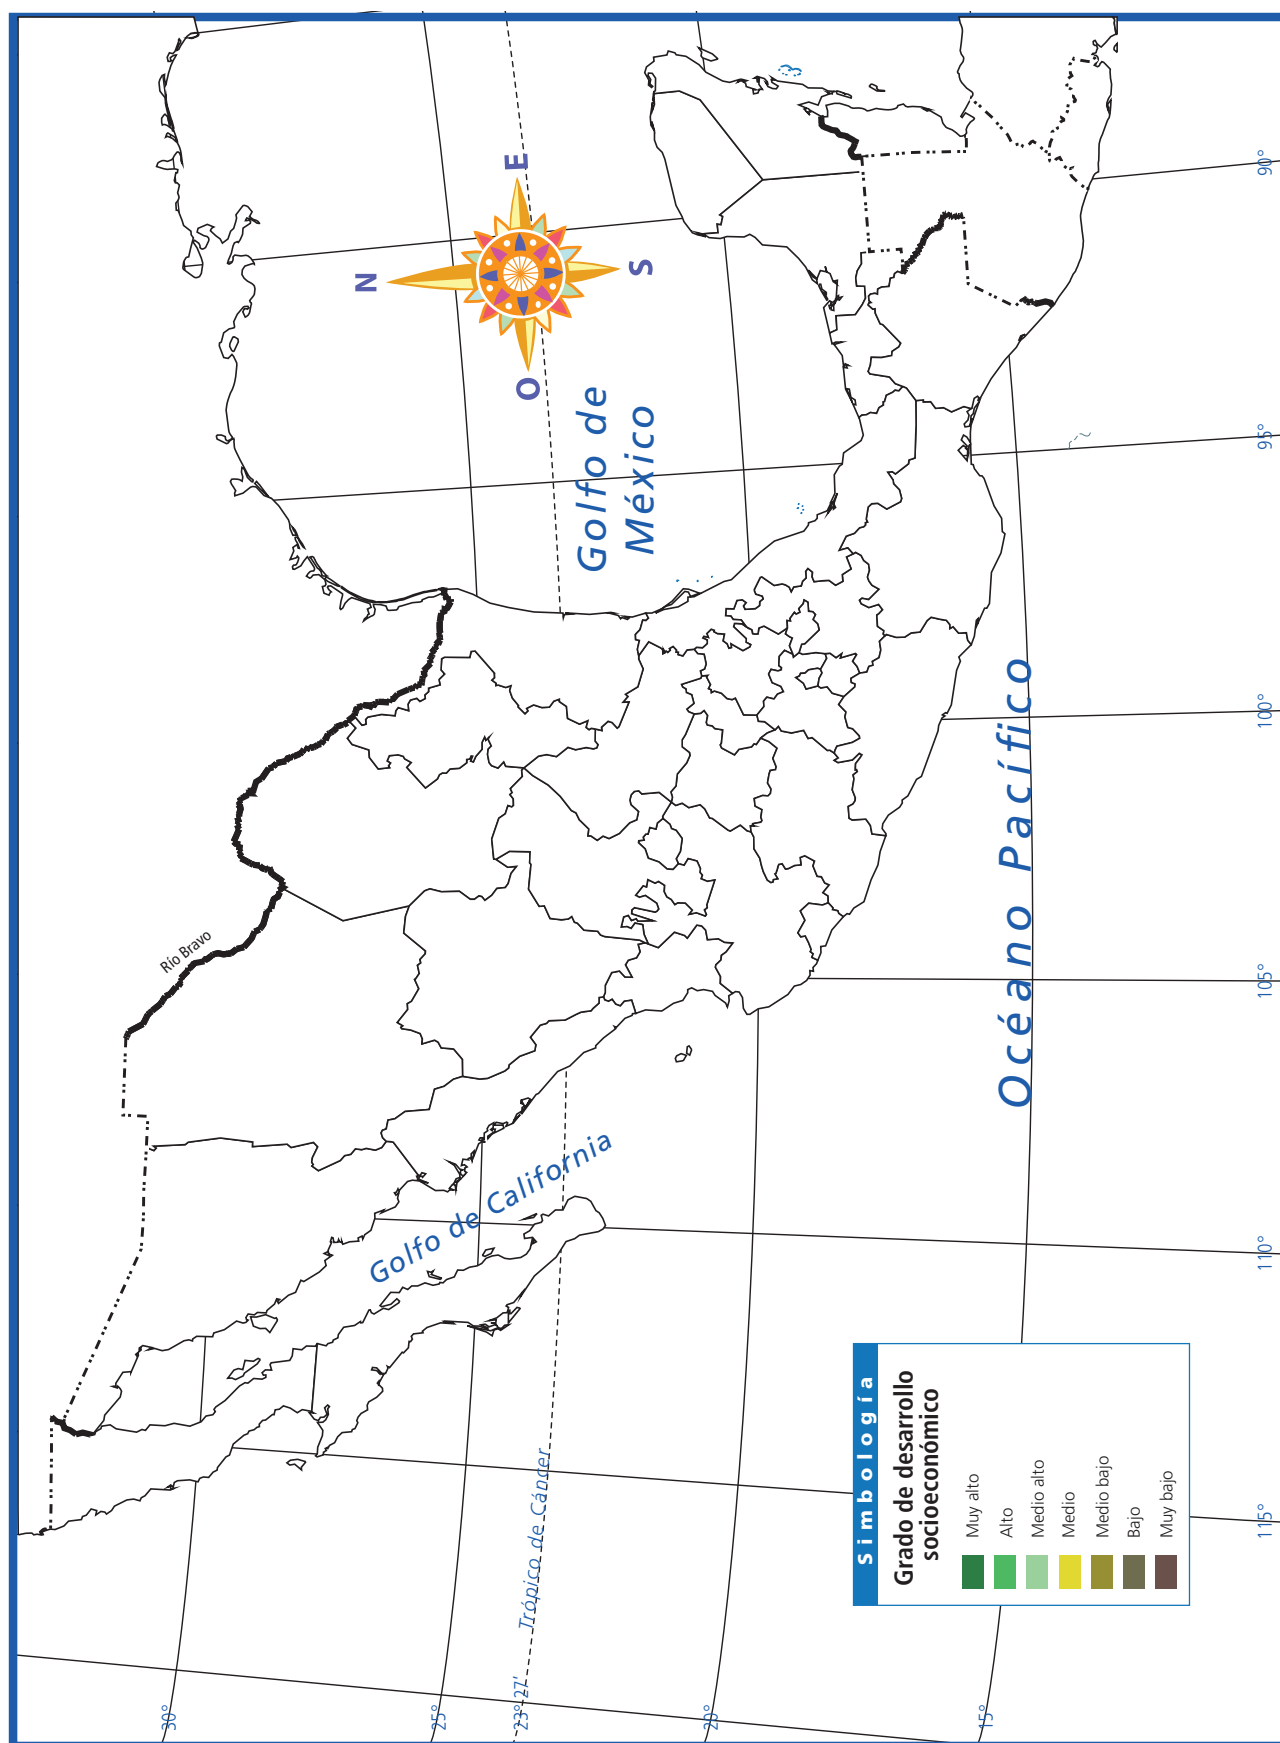 N
E
S
O
Golfo de
México
Río Bravo
Golfo de California
Océano Pacífico
Trópico de Cáncer
30°
25°
23° 27'
20°
15°
115°
110°
105°
100°
95°
90°
Simbología
Grado de desarrollo
socioeconómico
Muy alto
Alto
Medio alto
Medio
Medio bajo
Bajo
Muy bajo